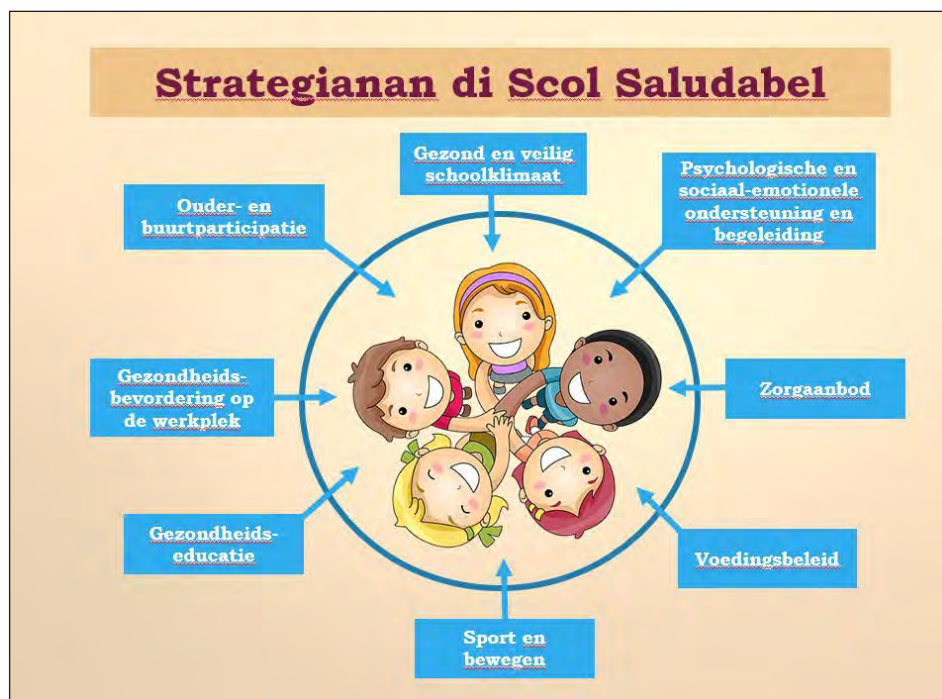 Strategianan di Scol Saludabel
Gezond en veilig
schoolklimaat
Psychologische en
sociaal-emotionele
ondersteuning en
begeleiding
Zorgaanbod
Voedingsbeleid
Sport en
bewegen
Gezondheids-
educatie
Gezondheids-
bevordering op
de werkplek
Ouder- en
buurtparticipatie